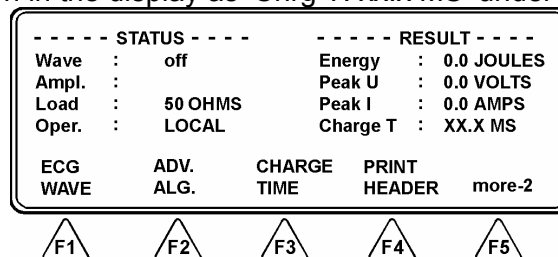 in the display as "Chrg T: XX.X MS" under
- - - - - STATUS - - - - - - - - - RESULT - - - -
Wave : off Energy : 0.0 JOULES
Ampl. : Peak U : 0.0 VOLTS
Load : 50 OHMS Peak I : 0.0 AMPS
Oper. : LOCAL Charge T : XX.X MS
ECG ADV. CHARGE PRINT
WAVE ALG. TIME HEADER more-2
F1 F2 F3 F4 F5